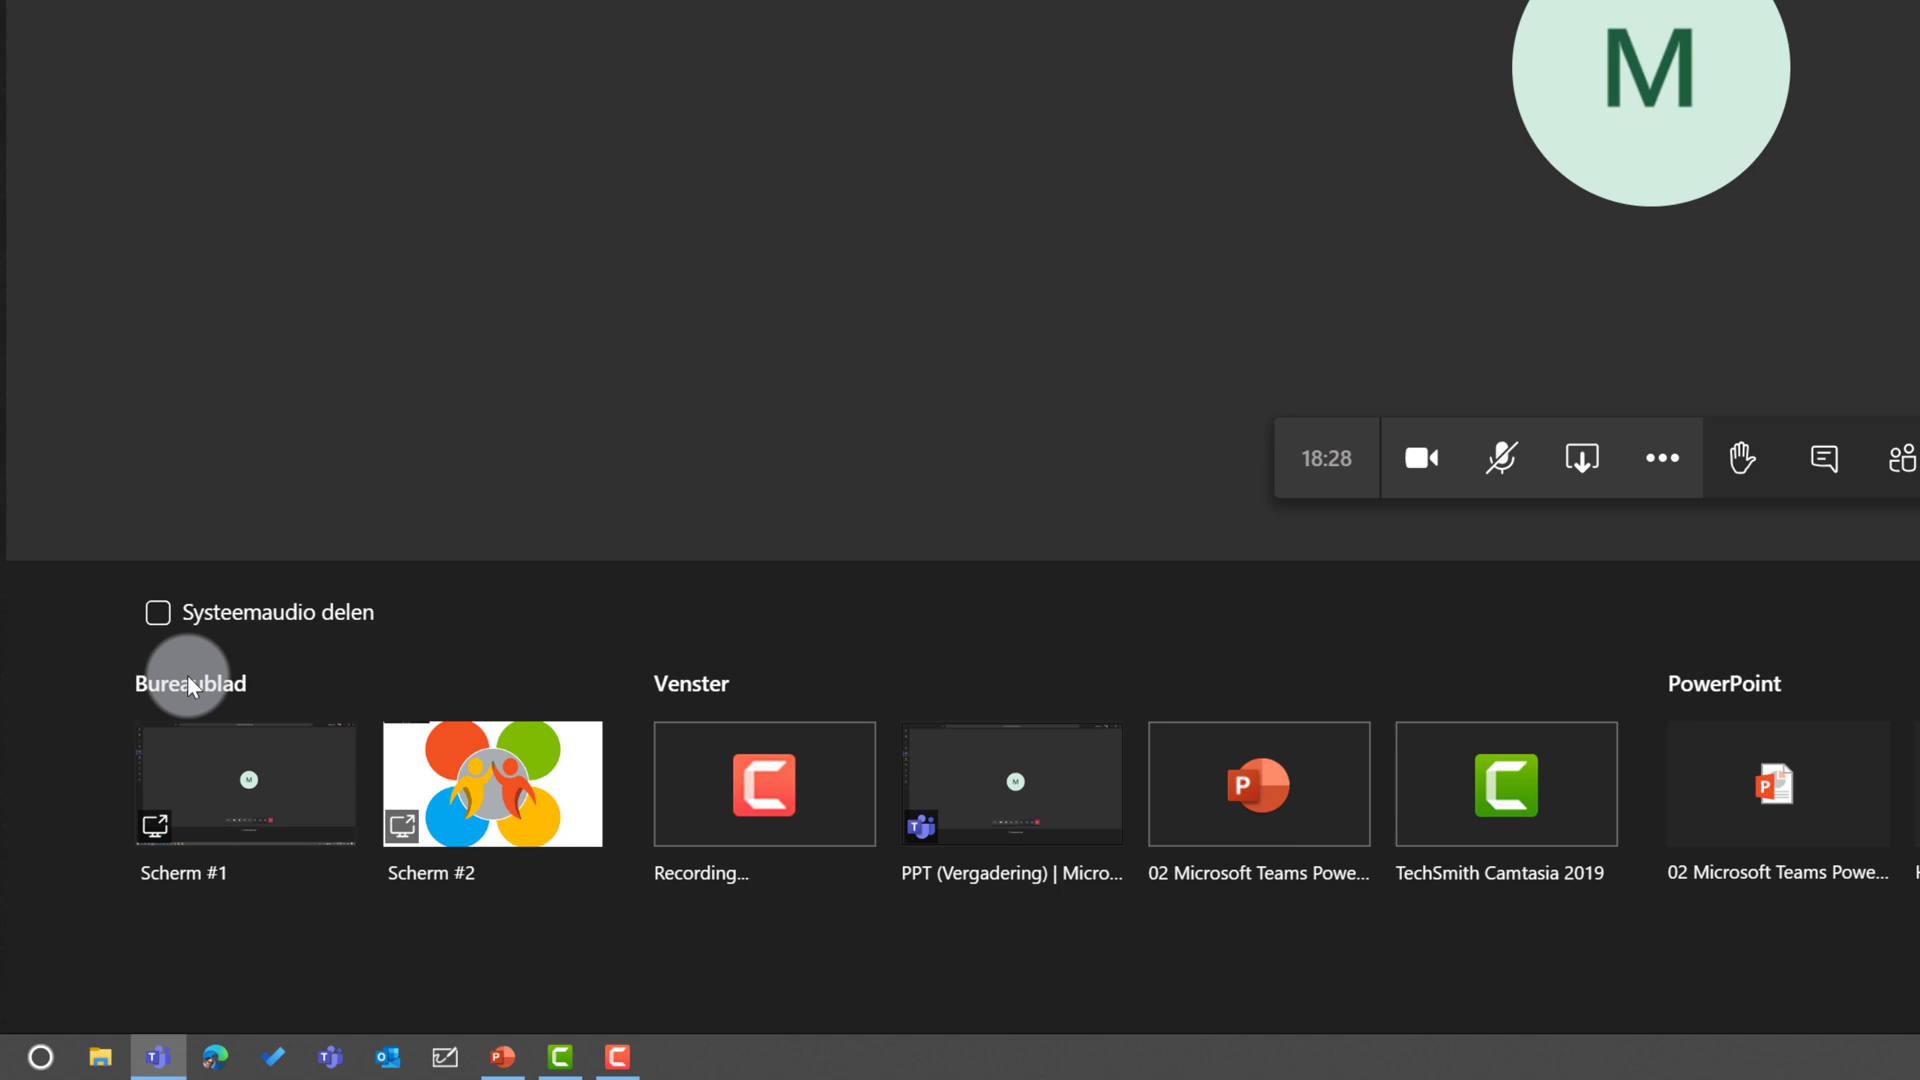 M
18:28
Systeemaudio delen
Bureaublad
Venster
PowerPoint
Scherm #1
Scherm #2
Recording...
PPT (Vergadering) | Micro...
02 Microsoft Teams Powe...
TechSmith Camtasia 2019
02 Microsoft Teams Powe...